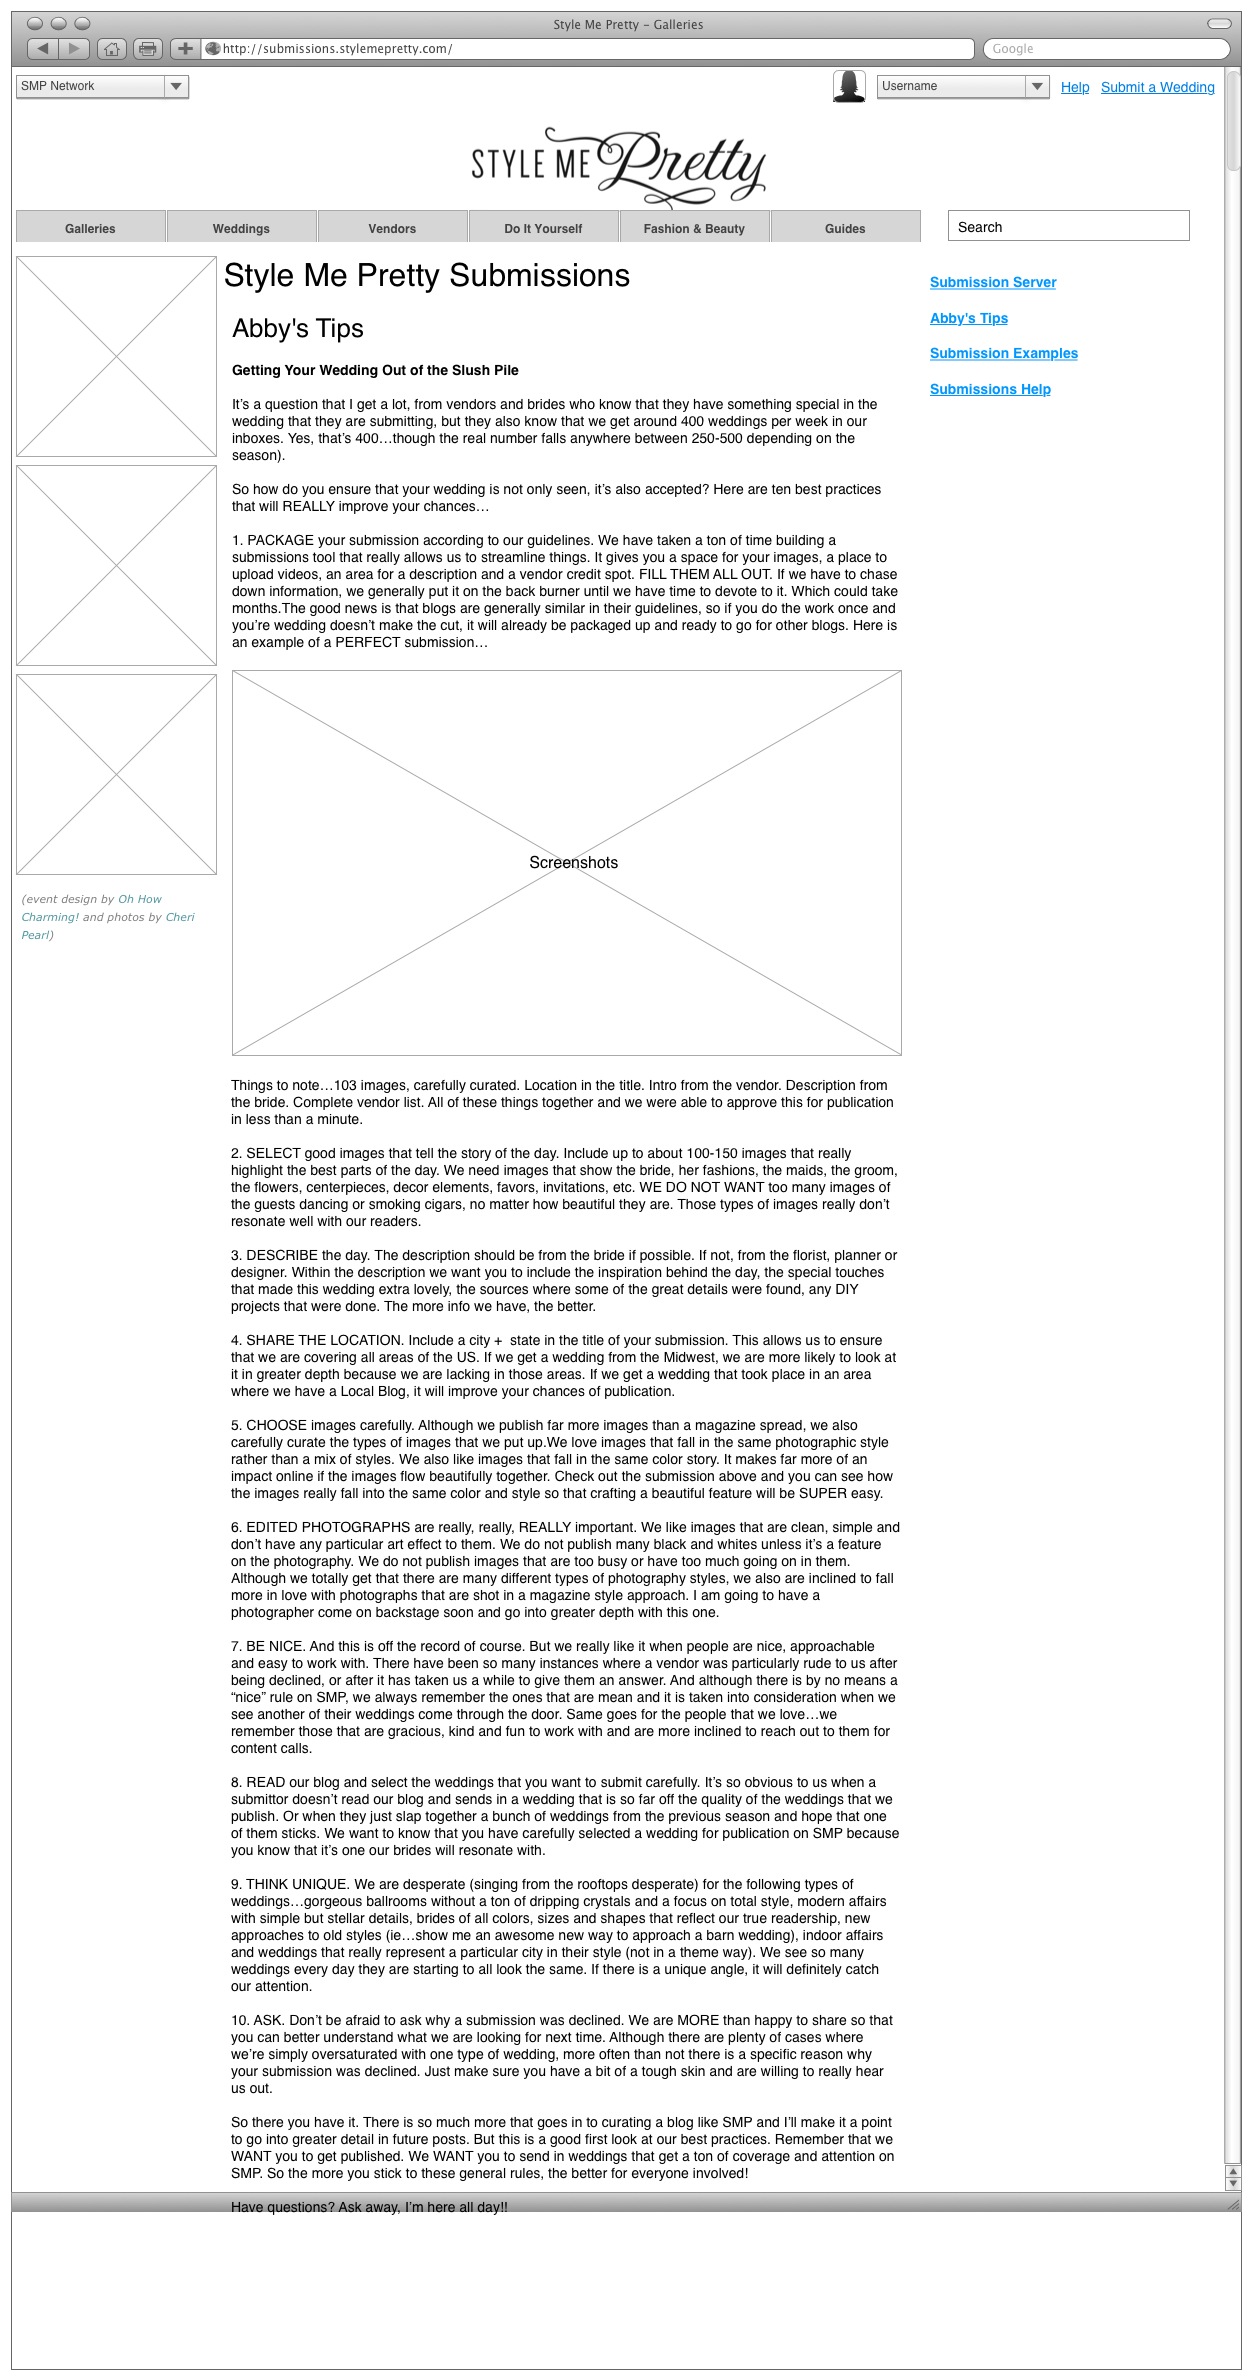 Style Me Pretty – Galleries
http://submissions.stylemepretty.com/
Google
SMP Network
Username
Help
Submit a Wedding
STYLE ME Pretty
Galleries
Weddings
Vendors
Do It Yourself
Fashion & Beauty
Guides
Search
Style Me Pretty Submissions
Abby's Tips
Getting Your Wedding Out of the Slush Pile
It’s a question that I get a lot, from vendors and brides who know that they have something special in the
wedding that they are submitting, but they also know that we get around 400 weddings per week in our
inboxes. Yes, that’s 400…though the real number falls anywhere between 250-500 depending on the
season).
So how do you ensure that your wedding is not only seen, it’s also accepted? Here are ten best practices
that will REALLY improve your chances…
1. PACKAGE your submission according to our guidelines. We have taken a ton of time building a
submissions tool that really allows us to streamline things. It gives you a space for your images, a place to
upload videos, an area for a description and a vendor credit spot. FILL THEM ALL OUT. If we have to chase
down information, we generally put it on the back burner until we have time to devote to it. Which could take
months.The good news is that blogs are generally similar in their guidelines, so if you do the work once and
you’re wedding doesn’t make the cut, it will already be packaged up and ready to go for other blogs. Here is
an example of a PERFECT submission…
Screenshots
Things to note…103 images, carefully curated. Location in the title. Intro from the vendor. Description from
the bride. Complete vendor list. All of these things together and we were able to approve this for publication
in less than a minute.
2. SELECT good images that tell the story of the day. Include up to about 100-150 images that really
highlight the best parts of the day. We need images that show the bride, her fashions, the maids, the groom,
the flowers, centerpieces, decor elements, favors, invitations, etc. WE DO NOT WANT too many images of
the guests dancing or smoking cigars, no matter how beautiful they are. Those types of images really don’t
resonate well with our readers.
3. DESCRIBE the day. The description should be from the bride if possible. If not, from the florist, planner or
designer. Within the description we want you to include the inspiration behind the day, the special touches
that made this wedding extra lovely, the sources where some of the great details were found, any DIY
projects that were done. The more info we have, the better.
4. SHARE THE LOCATION. Include a city +  state in the title of your submission. This allows us to ensure
that we are covering all areas of the US. If we get a wedding from the Midwest, we are more likely to look at
it in greater depth because we are lacking in those areas. If we get a wedding that took place in an area
where we have a Local Blog, it will improve your chances of publication.
5. CHOOSE images carefully. Although we publish far more images than a magazine spread, we also
carefully curate the types of images that we put up.We love images that fall in the same photographic style
rather than a mix of styles. We also like images that fall in the same color story. It makes far more of an
impact online if the images flow beautifully together. Check out the submission above and you can see how
the images really fall into the same color and style so that crafting a beautiful feature will be SUPER easy.
6. EDITED PHOTOGRAPHS are really, really, REALLY important. We like images that are clean, simple and
don’t have any particular art effect to them. We do not publish many black and whites unless it’s a feature
on the photography. We do not publish images that are too busy or have too much going on in them.
Although we totally get that there are many different types of photography styles, we also are inclined to fall
more in love with photographs that are shot in a magazine style approach. I am going to have a
photographer come on backstage soon and go into greater depth with this one.
7. BE NICE. And this is off the record of course. But we really like it when people are nice, approachable
and easy to work with. There have been so many instances where a vendor was particularly rude to us after
being declined, or after it has taken us a while to give them an answer. And although there is by no means a
“nice” rule on SMP, we always remember the ones that are mean and it is taken into consideration when we
see another of their weddings come through the door. Same goes for the people that we love…we
remember those that are gracious, kind and fun to work with and are more inclined to reach out to them for
content calls.
8. READ our blog and select the weddings that you want to submit carefully. It’s so obvious to us when a
submittor doesn’t read our blog and sends in a wedding that is so far off the quality of the weddings that we
publish. Or when they just slap together a bunch of weddings from the previous season and hope that one
of them sticks. We want to know that you have carefully selected a wedding for publication on SMP because
you know that it’s one our brides will resonate with.
9. THINK UNIQUE. We are desperate (singing from the rooftops desperate) for the following types of
weddings…gorgeous ballrooms without a ton of dripping crystals and a focus on total style, modern affairs
with simple but stellar details, brides of all colors, sizes and shapes that reflect our true readership, new
approaches to old styles (ie…show me an awesome new way to approach a barn wedding), indoor affairs
and weddings that really represent a particular city in their style (not in a theme way). We see so many
weddings every day they are starting to all look the same. If there is a unique angle, it will definitely catch
our attention.
10. ASK. Don’t be afraid to ask why a submission was declined. We are MORE than happy to share so that
you can better understand what we are looking for next time. Although there are plenty of cases where
we’re simply oversaturated with one type of wedding, more often than not there is a specific reason why
your submission was declined. Just make sure you have a bit of a tough skin and are willing to really hear
us out.
So there you have it. There is so much more that goes in to curating a blog like SMP and I’ll make it a point
to go into greater detail in future posts. But this is a good first look at our best practices. Remember that we
WANT you to get published. We WANT you to send in weddings that get a ton of coverage and attention on
SMP. So the more you stick to these general rules, the better for everyone involved!
Have questions? Ask away, I’m here all day!!
(event design by Oh How
Charming! and photos by Cheri
Pearl)
Submission Server
Abby's Tips
Submission Examples
Submissions Help